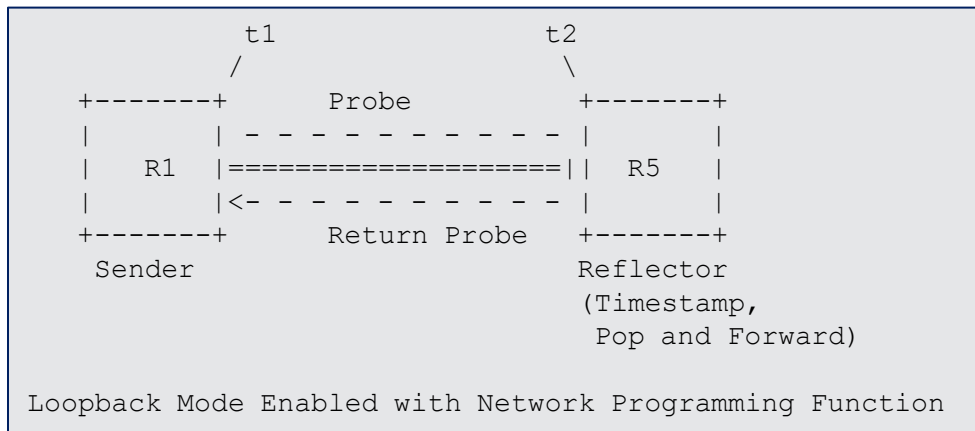 t1                 t2
              /                     \
     +-------+       Probe           +-------+
     |       | - - - - - - - - - - - |       |
     |   R1  |=====================||   R5  |
     |       |<- - - - - - - - - - - |       |
     +-------+       Return Probe    +-------+
      Sender                         Reflector
                                     (Timestamp,
                                      Pop and Forward)
Loopback Mode Enabled with Network Programming Function